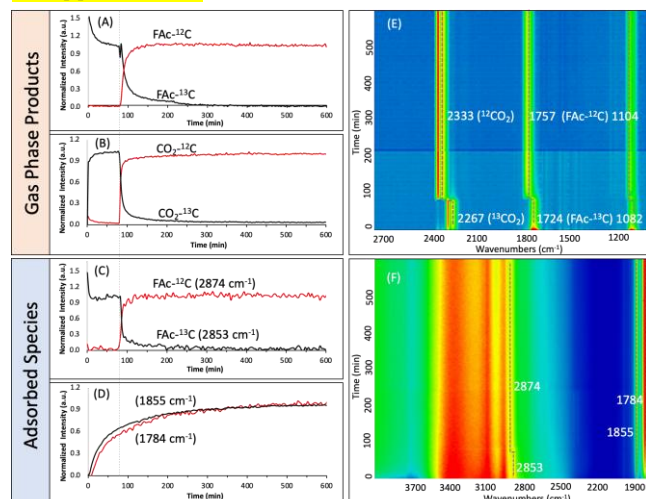 Gas Phase Products
Adsorbed Species
(A)
FAc-¹²C
FAc-¹³C
Normalized Intensity (a.u.)
1.5
1.2
0.9
0.6
0.3
0.0
0 100 200 300 400 500 600
Time (min)
(B)
CO₂-¹²C
CO₂-¹³C
Normalized Intensity (a.u.)
1.2
0.9
0.6
0.3
0.0
0 100 200 300 400 500 600
Time (min)
(C)
FAc-¹²C (2874 cm⁻¹)
FAc-¹³C (2853 cm⁻¹)
Normalized Intensity (a.u.)
1.5
1.2
0.9
0.6
0.3
0.0
0 100 200 300 400 500 600
Time (min)
(D)
(1855 cm⁻¹)
(1784 cm⁻¹)
Normalized Intensity (a.u.)
1.2
0.9
0.6
0.3
0.0
0 100 200 300 400 500 600
Time (min)
(E)
2333 (¹²CO₂) 1757 (FAc-¹²C) 1104
2267 (¹³CO₂) 1724 (FAc-¹³C) 1082
Time (min)
500
400
300
200
100
0
2700 2400 2100 1800 1500 1200
Wavenumbers (cm⁻¹)
(F)
2874
1784
1855
2853
Time (min)
500
400
300
200
100
0
3700 3400 3100 2800 2500 2200 1900
Wavenumbers (cm⁻¹)